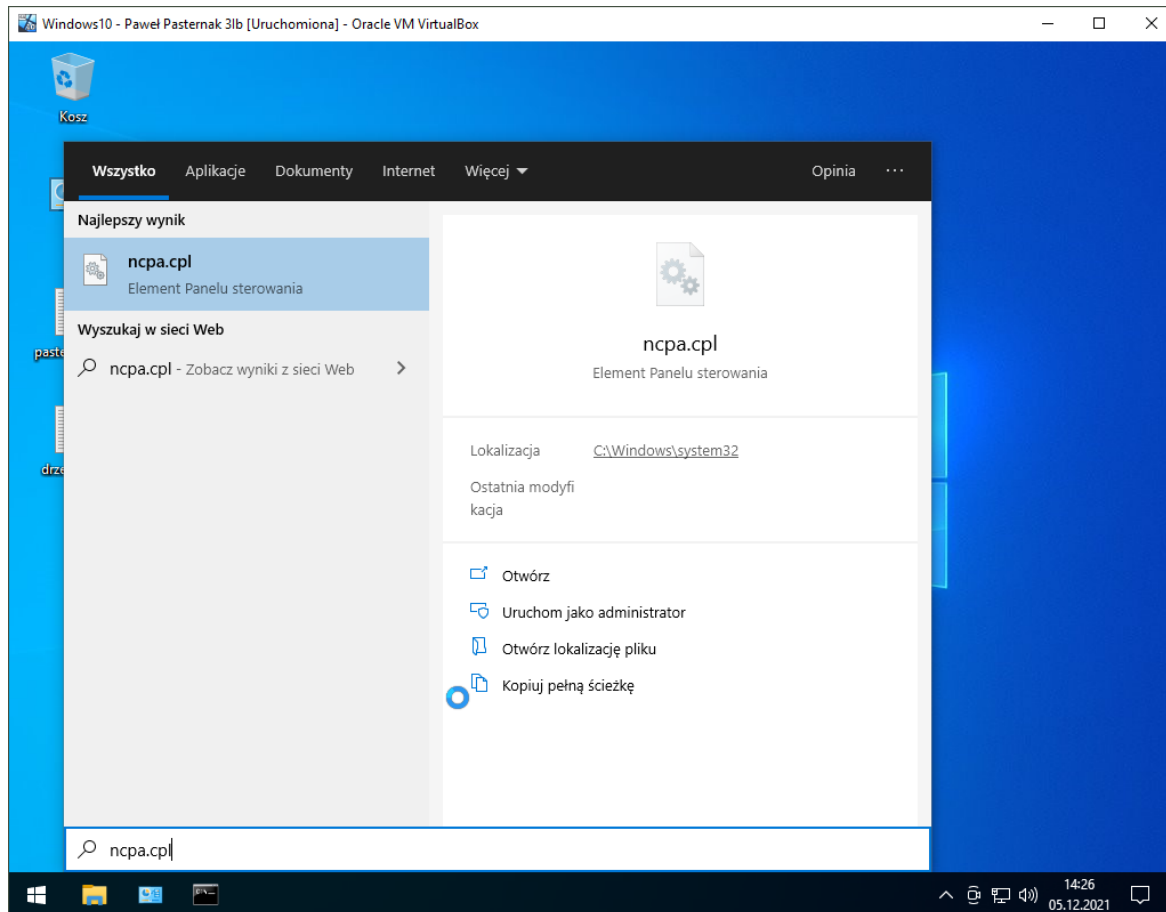 Windows10 - Paweł Pasternak 3lb [Uruchomiona] - Oracle VM VirtualBox
Kosz
Wszystko Aplikacje Dokumenty Internet Więcej Opinia ...
Najlepszy wynik
ncpa.cpl
Element Panelu sterowania
Wyszukaj w sieci Web
ncpa.cpl - Zobacz wyniki z sieci Web
paste
drze
ncpa.cpl
Element Panelu sterowania
Lokalizacja C:\Windows\system32
Ostatnia modyfi
kacja
Otwórz
Uruchom jako administrator
Otwórz lokalizację pliku
Kopiuj pełną ścieżkę
ncpa.cpl
14:26
05.12.2021